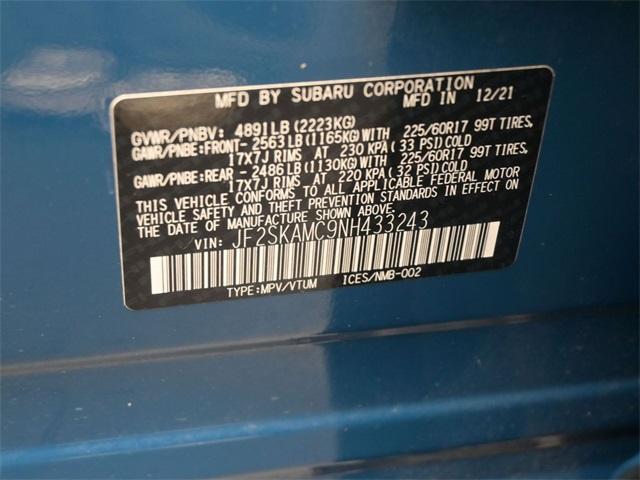 MFD BY SUBARU CORPORATION
MFD IN 12/21
GVWR/PNBV: 4891LB(2223KG)
GAWR/PNBE:FRONT-2563LB(1165KG)WITH 225/60R17 99T TIRES,
17X7J RIMS AT 230 KPA(33 PSI)COLD
GAWR/PNBE:REAR -2486LB(1130KG)WITH 225/60R17 99T TIRES,
17X7J RIMS AT 220 KPA(32 PSI)COLD
THIS VEHICLE CONFORMS TO ALL APPLICABLE FEDERAL MOTOR
VEHICLE SAFETY AND THEFT PREVENTION STANDARDS IN EFFECT
ON THE DATE OF MANUFACTURE SHOWN ABOVE.
VIN: JF2SKAMC9NH433243
TYPE:MPV/VTUM ICES/NMB-002